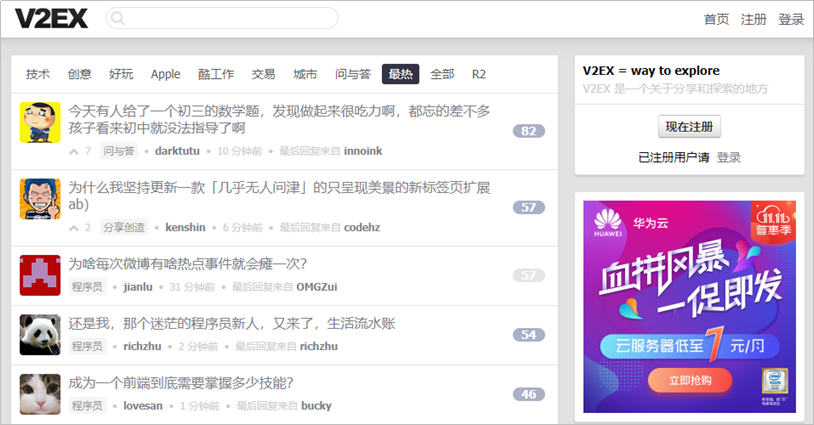 V2EX
首页 注册 登录
技术 创意 好玩 Apple 酷工作 交易 城市 问与答 最热 全部 R2
今天有人给了一个初三的数学题，发现做起来很吃力啊，都忘的差不多
孩子看来初中就没法指导了啊
82
7 问与答 • darktutu • 10 分钟前 • 最后回复来自 innoink
为什么我坚持更新一款「几乎无人问津」的只呈现美景的新标签页扩展
ab)
57
2 分享创造 • kenshin • 6 分钟前 • 最后回复来自 codehz
为啥每次微博有啥热点事件就会瘫一次?
57
程序员 • jianlu • 31 分钟前 • 最后回复来自 OMGZui
还是我，那个迷茫的程序员新人，又来了，生活流水账
54
程序员 • richzhu • 2 分钟前 • 最后回复来自 richzhu
成为一个前端到底需要掌握多少技能?
46
程序员 • lovesan • 1 分钟前 • 最后回复来自 bucky
V2EX = way to explore
V2EX 是一个关于分享和探索的地方
现在注册
已注册用户请 登录
HUAWEI 华为云
11.11
普惠季
血拼风暴
一促即发
云服务器低至 1 元/月
立即抢购